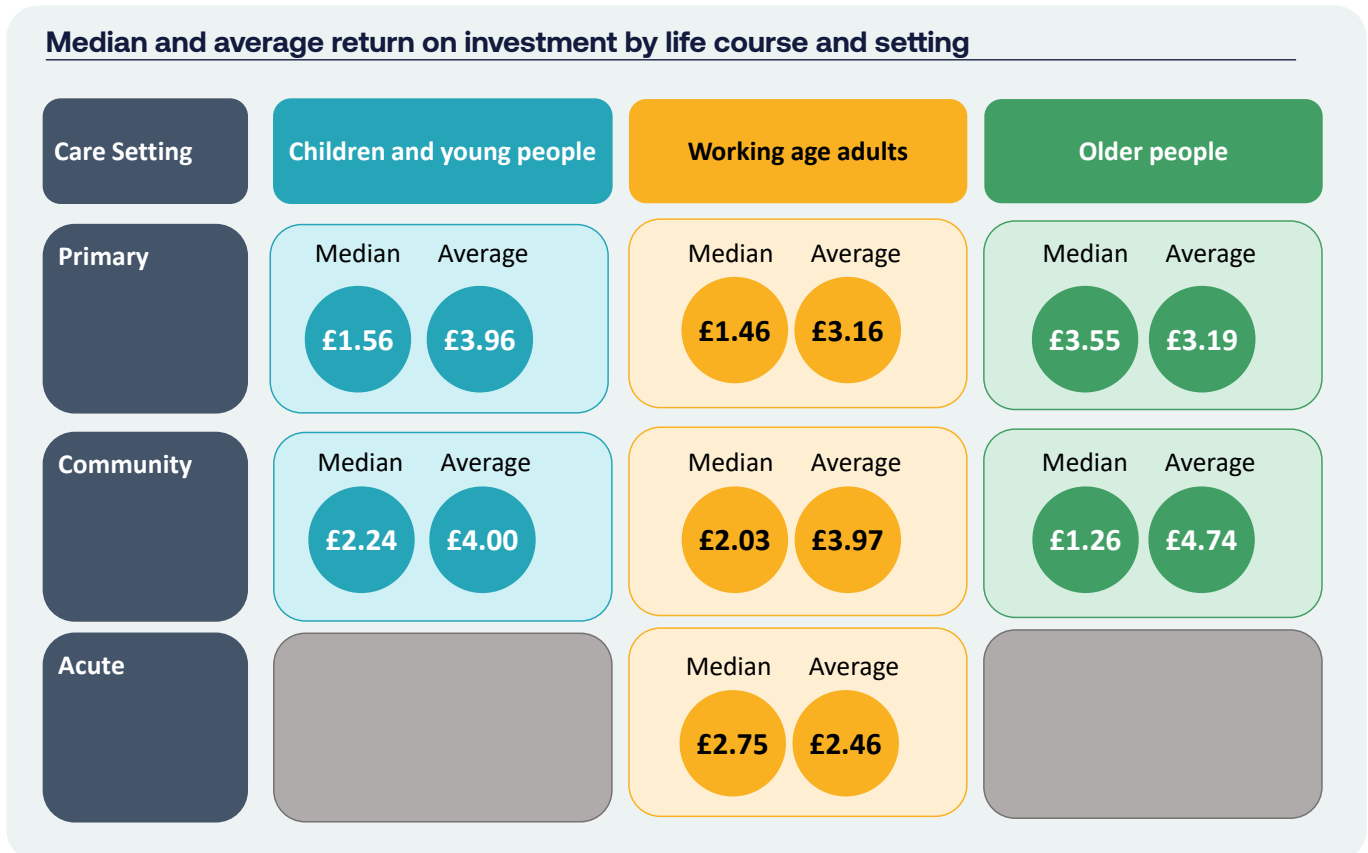 Median and average return on investment by life course and setting
Care Setting
Children and young people
Working age adults
Older people
Primary
Median Average
£1.56 £3.96
Median Average
£1.46 £3.16
Median Average
£3.55 £3.19
Community
Median Average
£2.24 £4.00
Median Average
£2.03 £3.97
Median Average
£1.26 £4.74
Acute
Median Average
£2.75 £2.46